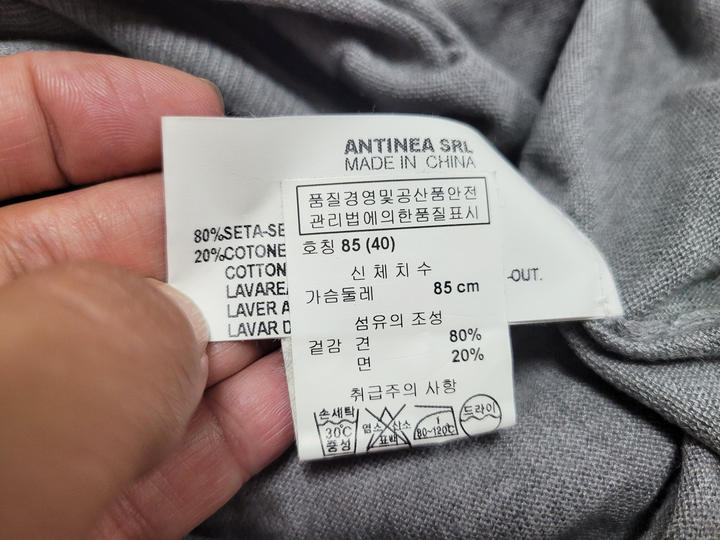 ANTINEA SRL
MADE IN CHINA
80%SETA-SE
20%COTONE
COTTON
LAVARE
LAVER A
LAVAR D
-OUT.
품질경영및공산품안전
관리법에의한품질표시
호칭 85 (40)
신체치수
가슴둘레 85 cm
섬유의 조성
겉감 견 80%
면 20%
취급주의 사항
손세탁
30℃
중성
염소 산소
표백
80~120℃
드라이